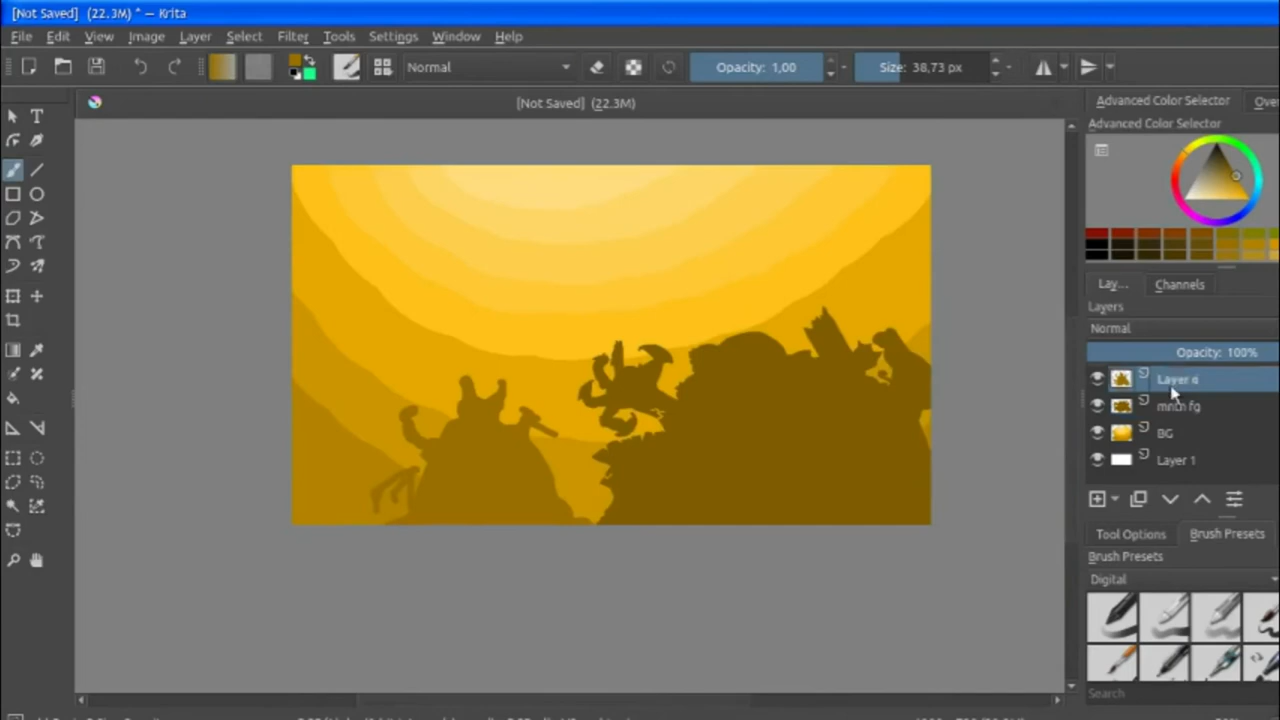 [Not Saved] (22.3M) * — Krita
File Edit View Image Layer Select Filter Tools Settings Window Help
Normal Opacity: 1,00 Size: 38,73 px
[Not Saved] (22.3M)
Advanced Color Selector
Advanced Color Selector
Lay... Channels
Layers
Normal
Opacity: 100%
Layer
fg
BG
Layer 1
Tool Options Brush Presets
Brush Presets
Digital
Search